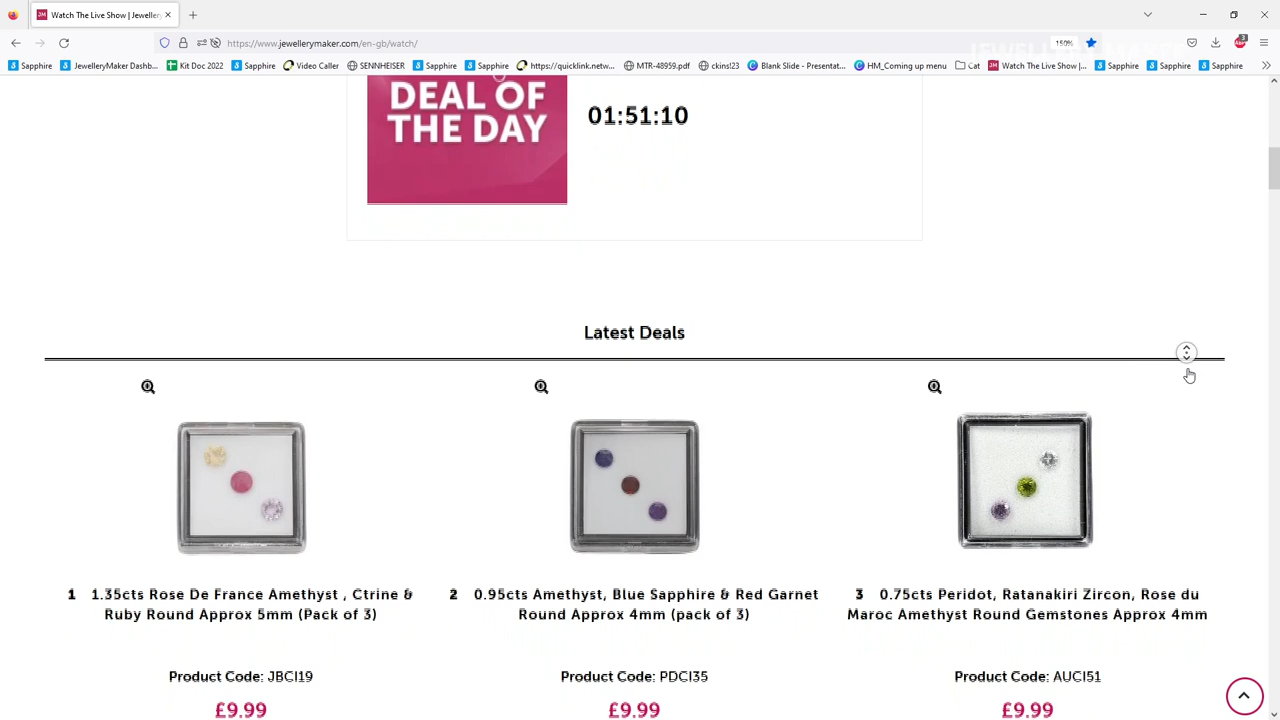 Watch The Live Show | Jewellery
https://www.jewellerymaker.com/en-gb/watch/
150%
3
JEWELLERYMAKER
Sapphire
JewelleryMaker Dashb...
Kit Doc 2022
Sapphire
Video Caller
SENNHEISER
Sapphire
Sapphire
https://quicklink.netw...
MTR-48959.pdf
ckins!23
Blank Slide - Presentat...
HM_Coming up menu
Cat
Watch The Live Show |...
Sapphire
Sapphire
Sapphire
DEAL OF
THE DAY
01:51:10
Latest Deals
1 1.35cts Rose De France Amethyst , Ctrine &
Ruby Round Approx 5mm (Pack of 3)
Product Code: JBCI19
£9.99
2 0.95cts Amethyst, Blue Sapphire & Red Garnet
Round Approx 4mm (pack of 3)
Product Code: PDCI35
£9.99
3 0.75cts Peridot, Ratanakiri Zircon, Rose du
Maroc Amethyst Round Gemstones Approx 4mm
Product Code: AUCI51
£9.99